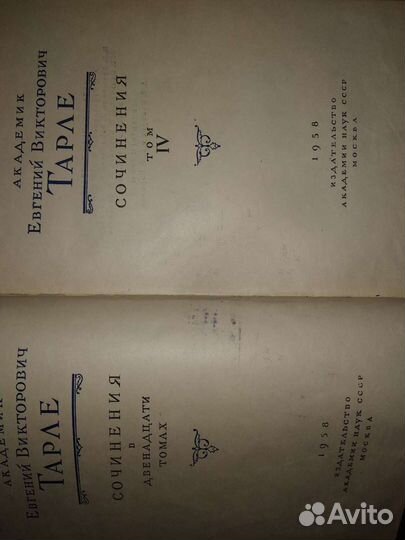 АКАДЕМИК
ЕВГЕНИЙ ВИКТОРОВИЧ
ТАРЛЕ
СОЧИНЕНИЯ
В
ДВЕНАДЦАТИ
ТОМАХ
1958
ИЗДАТЕЛЬСТВО
АКАДЕМИИ НАУК СССР
МОСКВА
АКАДЕМИК
ЕВГЕНИЙ ВИКТОРОВИЧ
ТАРЛЕ
СОЧИНЕНИЯ
ТОМ
IV
1958
ИЗДАТЕЛЬСТВО
АКАДЕМИИ НАУК СССР
МОСКВА
Avito